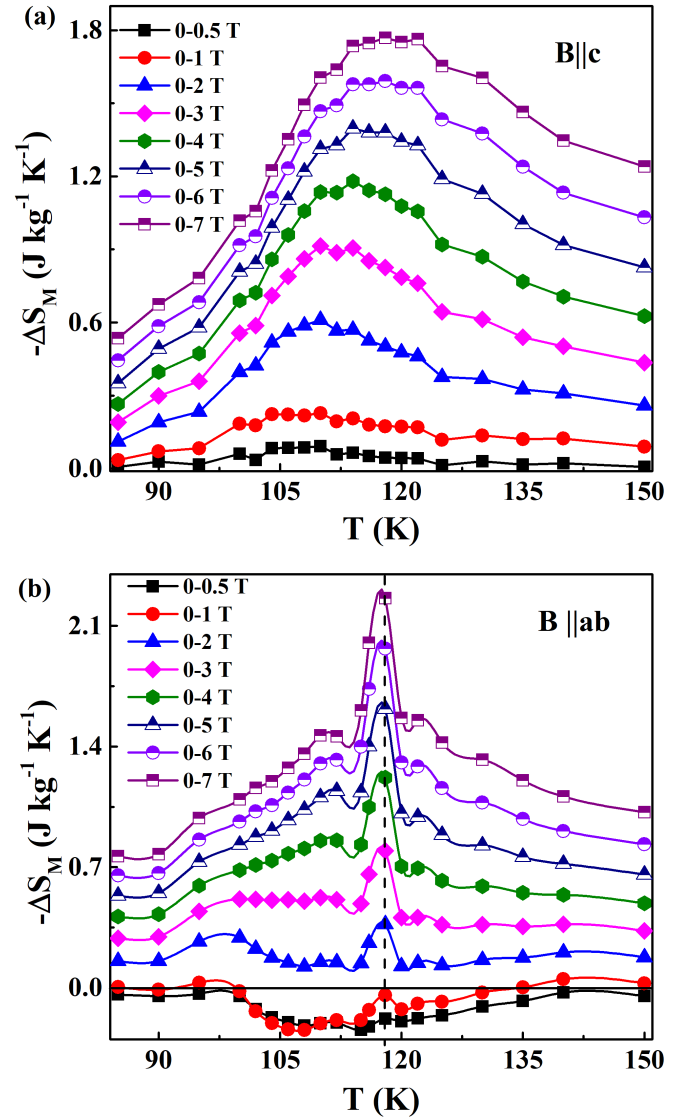 (a)
1.8
1.2
0.6
0.0
-ΔS_M (J kg⁻¹ K⁻¹)
0-0.5 T
0-1 T
0-2 T
0-3 T
0-4 T
0-5 T
0-6 T
0-7 T
B||c
90 105 120 135 150
T (K)
(b)
2.1
1.4
0.7
0.0
-ΔS_M (J kg⁻¹ K⁻¹)
0-0.5 T
0-1 T
0-2 T
0-3 T
0-4 T
0-5 T
0-6 T
0-7 T
B ||ab
90 105 120 135 150
T (K)